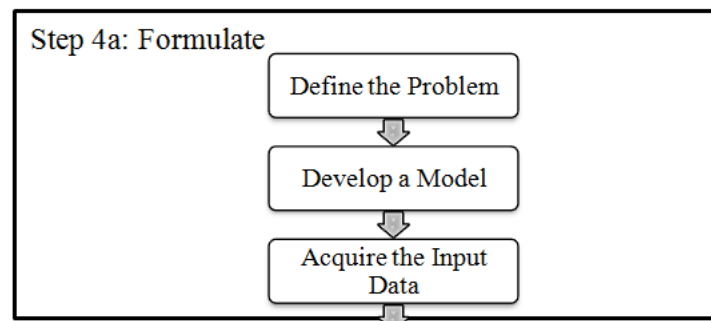 Step 4a: Formulate
Define the Problem
Develop a Model
Acquire the Input
Data